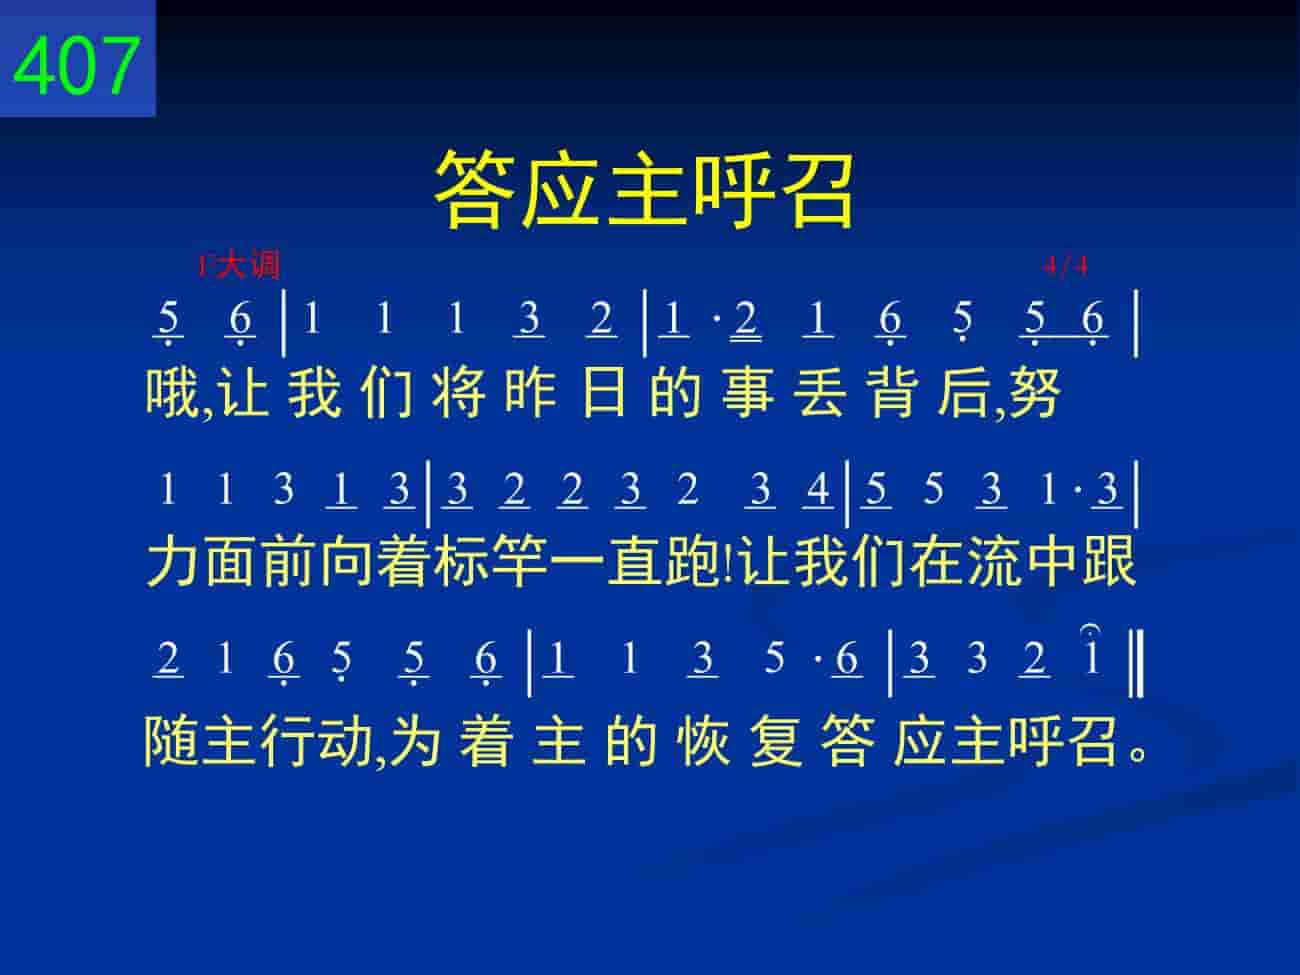 407
答应主呼召
F大调 4/4
5 6 | 1 1 1 3 2 | 1 · 2 1 6 5 5 6 |
哦,让我们将昨日的事丢背后,努
1 1 3 1 3 | 3 2 2 3 2 3 4 | 5 5 3 1 · 3 |
力面前向着标竿一直跑!让我们在流中跟
2 1 6 5 5 6 | 1 1 3 5 · 6 | 3 3 2 1 ||
随主行动,为着主的恢复答应主呼召。